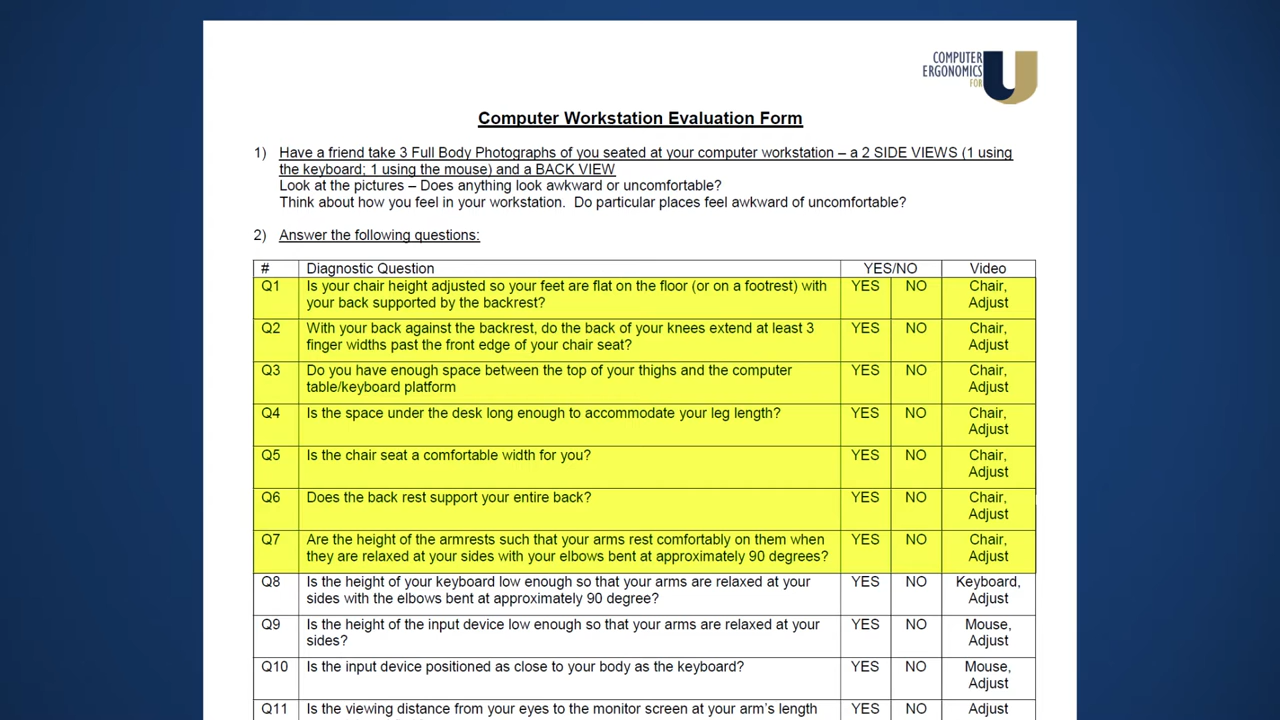 COMPUTER
ERGONOMICS
FOR
U
Computer Workstation Evaluation Form
1) Have a friend take 3 Full Body Photographs of you seated at your computer workstation – a 2 SIDE VIEWS (1 using
the keyboard; 1 using the mouse) and a BACK VIEW
Look at the pictures – Does anything look awkward or uncomfortable?
Think about how you feel in your workstation. Do particular places feel awkward of uncomfortable?
2) Answer the following questions:
# Diagnostic Question YES/NO Video
Q1 Is your chair height adjusted so your feet are flat on the floor (or on a footrest) with YES NO Chair,
your back supported by the backrest? Adjust
Q2 With your back against the backrest, do the back of your knees extend at least 3 YES NO Chair,
finger widths past the front edge of your chair seat? Adjust
Q3 Do you have enough space between the top of your thighs and the computer YES NO Chair,
table/keyboard platform Adjust
Q4 Is the space under the desk long enough to accommodate your leg length? YES NO Chair,
Adjust
Q5 Is the chair seat a comfortable width for you? YES NO Chair,
Adjust
Q6 Does the back rest support your entire back? YES NO Chair,
Adjust
Q7 Are the height of the armrests such that your arms rest comfortably on them when YES NO Chair,
they are relaxed at your sides with your elbows bent at approximately 90 degrees? Adjust
Q8 Is the height of your keyboard low enough so that your arms are relaxed at your YES NO Keyboard,
sides with the elbows bent at approximately 90 degree? Adjust
Q9 Is the height of the input device low enough so that your arms are relaxed at your YES NO Mouse,
sides? Adjust
Q10 Is the input device positioned as close to your body as the keyboard? YES NO Mouse,
Adjust
Q11 Is the viewing distance from your eyes to the monitor screen at your arm's length YES NO Adjust